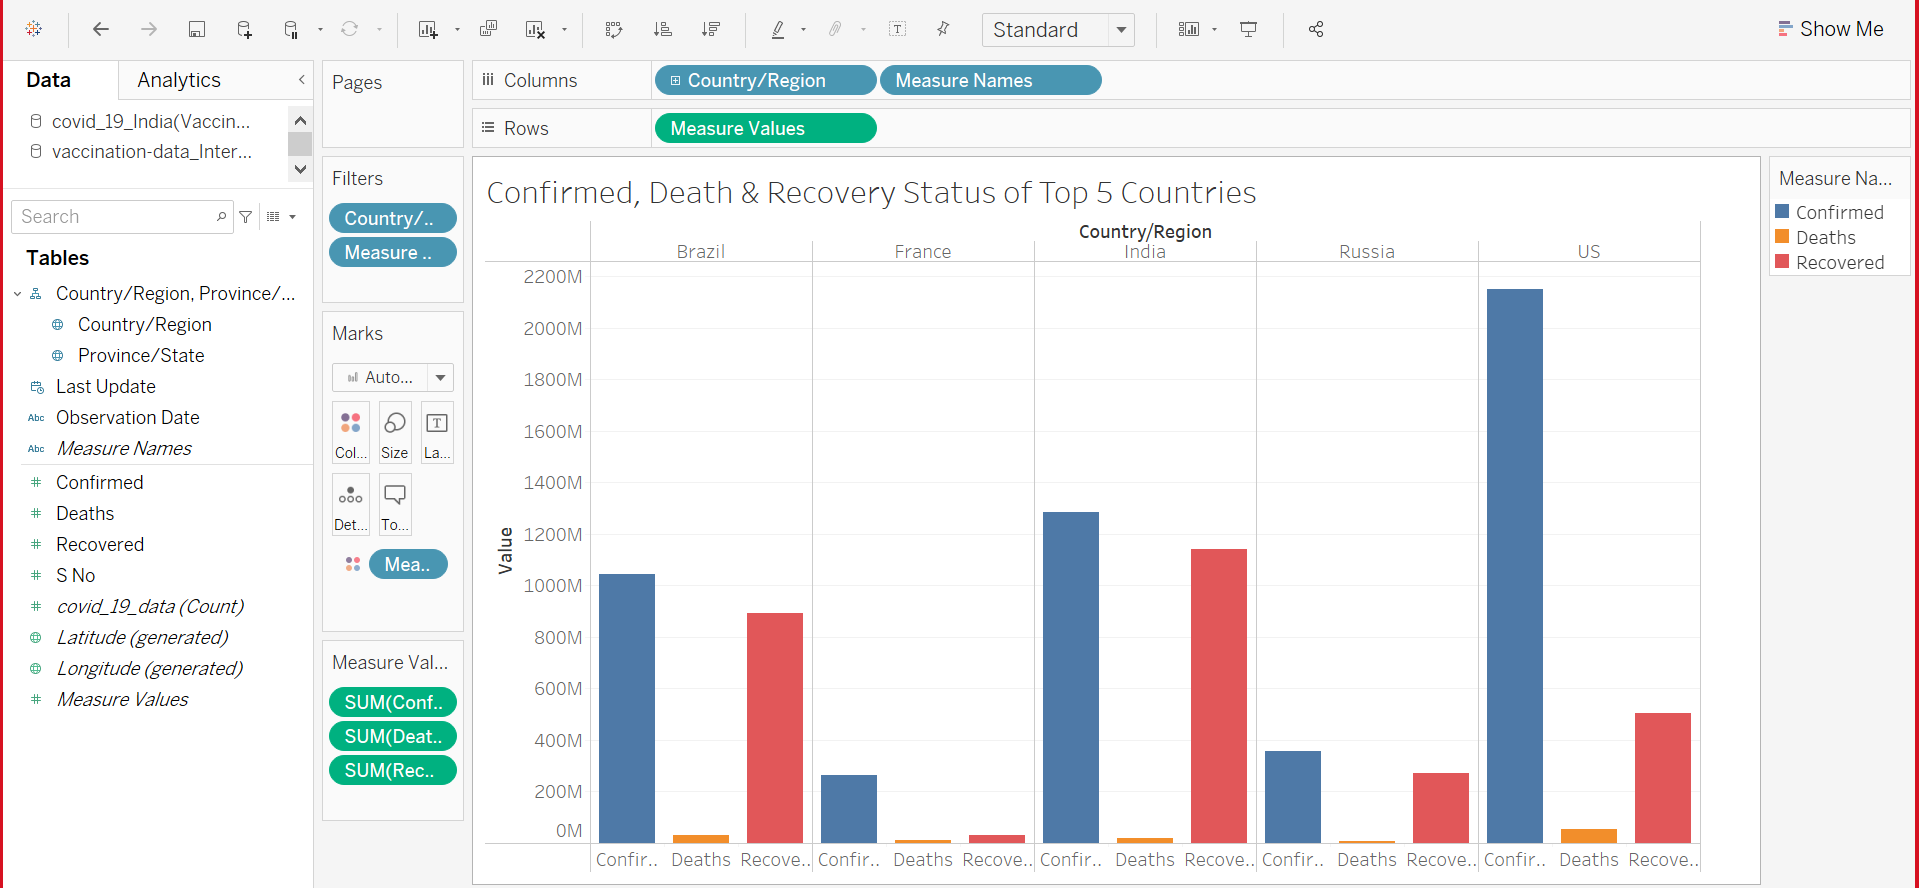 Standard
Show Me
Data
Analytics
covid_19_India(Vaccin...
vaccination-data_Inter...
Search
Tables
Country/Region, Province/...
Country/Region
Province/State
Last Update
Abc Observation Date
Abc Measure Names
# Confirmed
# Deaths
# Recovered
# S No
# covid_19_data (Count)
Latitude (generated)
Longitude (generated)
# Measure Values
Pages
Filters
Country/..
Measure ..
Marks
Auto...
Col...
Size
T
La...
Det...
To...
Mea..
Measure Val...
SUM(Conf..
SUM(Deat..
SUM(Rec..
Columns
Country/Region
Measure Names
Rows
Measure Values
Confirmed, Death & Recovery Status of Top 5 Countries
Country/Region
Brazil France India Russia US
2200M
2000M
1800M
1600M
1400M
1200M
1000M
800M
600M
400M
200M
0M
Value
Confir.. Deaths Recove.. Confir.. Deaths Recove.. Confir.. Deaths Recove.. Confir.. Deaths Recove.. Confir.. Deaths Recove..
Measure Na...
Confirmed
Deaths
Recovered